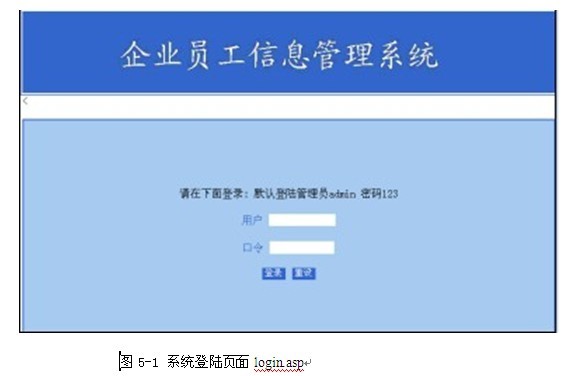 企业员工信息管理系统
<
请在下面登录：默认登陆管理员admin 密码123
用户
口令
登录 重设
图 5-1 系统登陆页面 login.asp